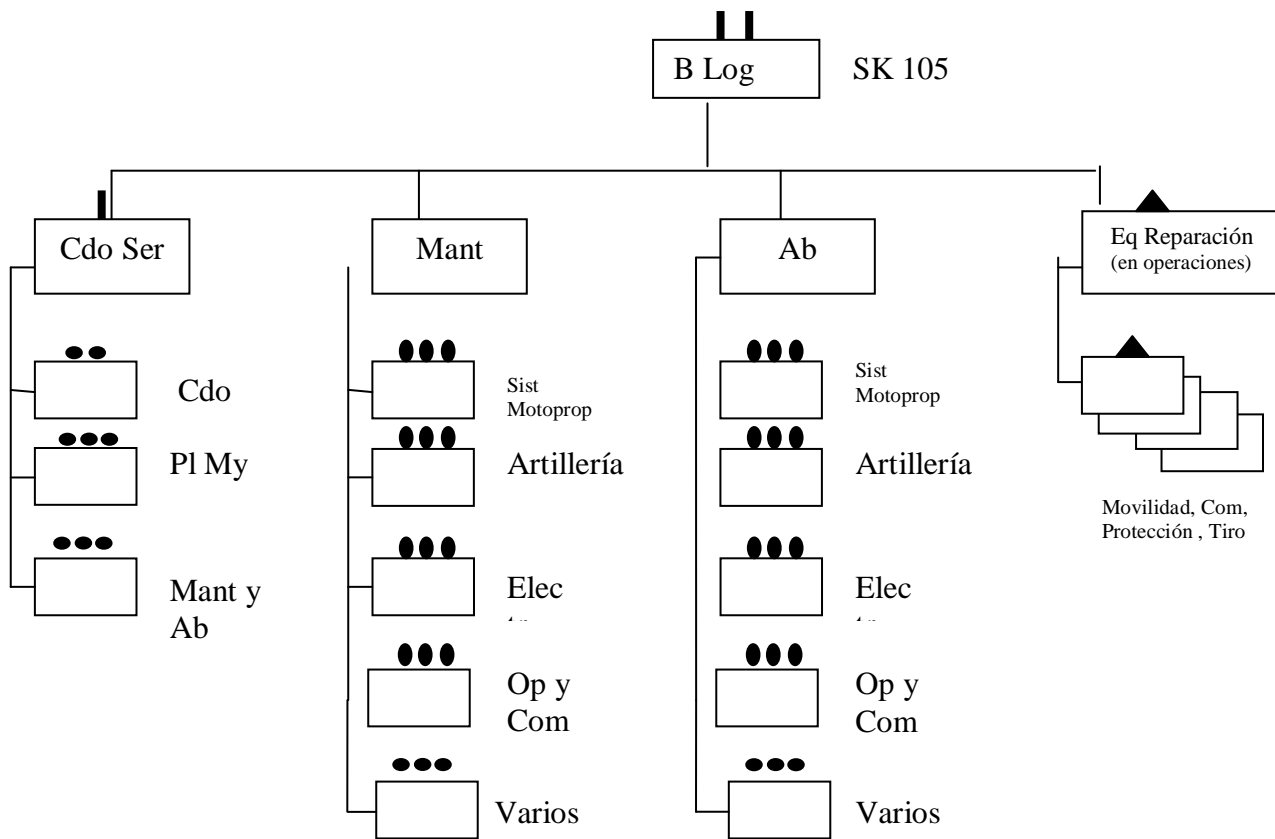 B Log
SK 105
Cdo Ser
Mant
Ab
Eq Reparación
(en operaciones)
Cdo
Pl My
Mant y
Ab
Sist
Motoprop
Artillería
Elec
Op y
Com
Varios
Sist
Motoprop
Artillería
Elec
Op y
Com
Varios
Movilidad, Com,
Protección , Tiro